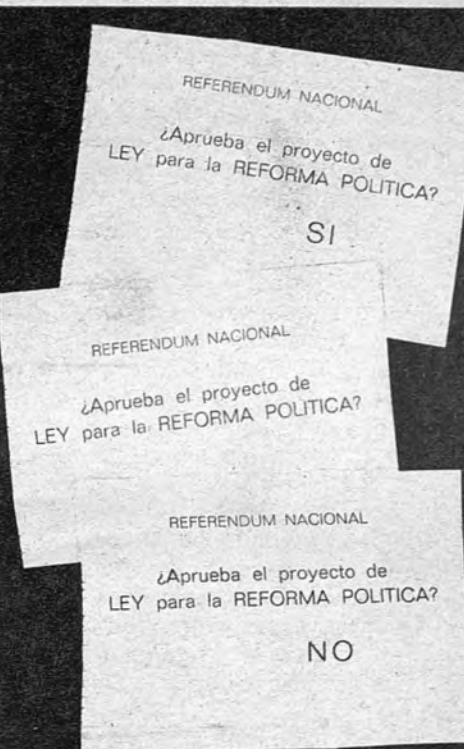 REFERENDUM NACIONAL
¿Aprueba el proyecto de
LEY para la REFORMA POLITICA?
SI
REFERENDUM NACIONAL
¿Aprueba el proyecto de
LEY para la REFORMA POLITICA?
REFERENDUM NACIONAL
¿Aprueba el proyecto de
LEY para la REFORMA POLITICA?
NO